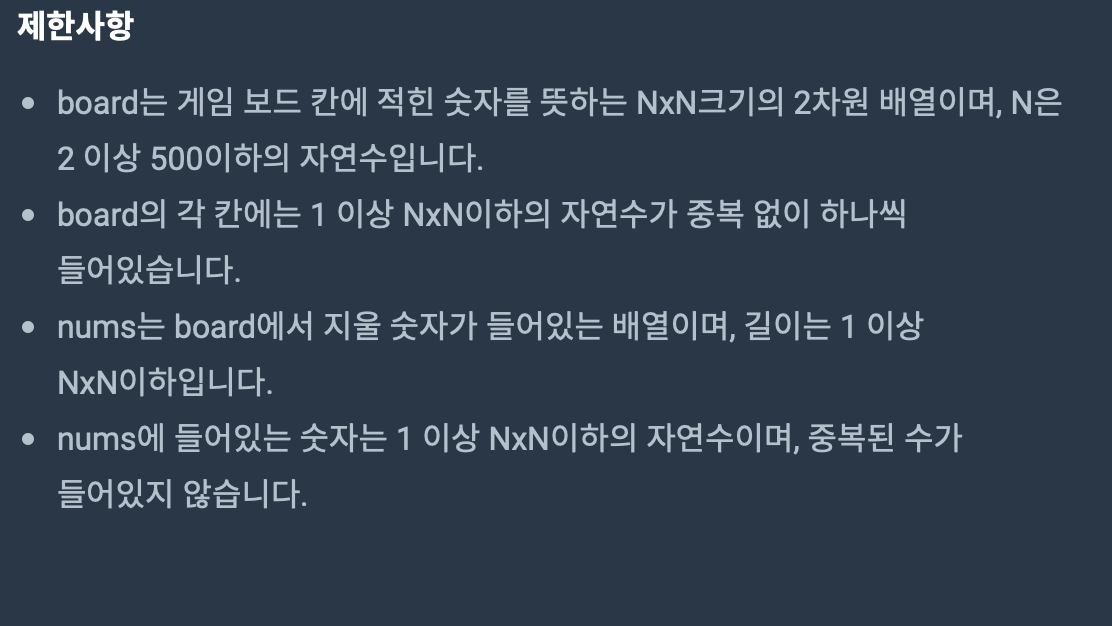 제한사항
• board는 게임 보드 칸에 적힌 숫자를 뜻하는 NxN크기의 2차원 배열이며, N은
2 이상 500이하의 자연수입니다.
• board의 각 칸에는 1 이상 NxN이하의 자연수가 중복 없이 하나씩
들어있습니다.
• nums는 board에서 지울 숫자가 들어있는 배열이며, 길이는 1 이상
NxN이하입니다.
• nums에 들어있는 숫자는 1 이상 NxN이하의 자연수이며, 중복된 수가
들어있지 않습니다.